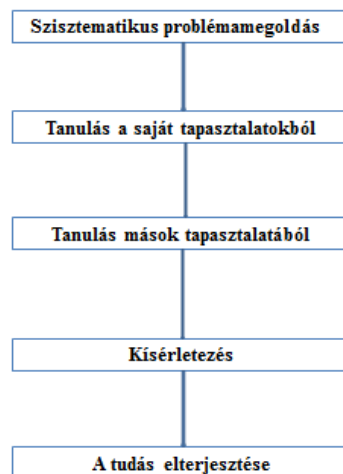 Szisztematikus problémamegoldás
Tanulás a saját tapasztalatokból
Tanulás mások tapasztalatából
Kísérletezés
A tudás elterjesztése